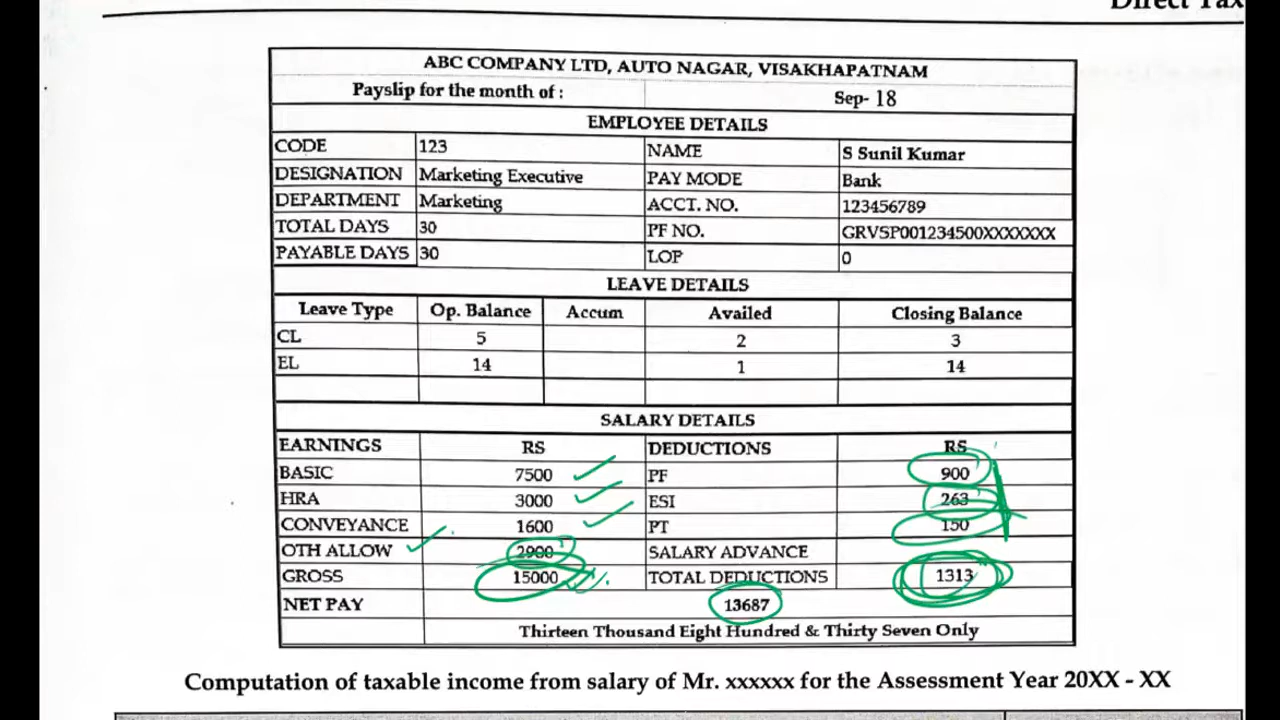 Direct Tax
ABC COMPANY LTD, AUTO NAGAR, VISAKHAPATNAM
Payslip for the month of : Sep- 18
EMPLOYEE DETAILS
CODE 123 NAME S Sunil Kumar
DESIGNATION Marketing Executive PAY MODE Bank
DEPARTMENT Marketing ACCT. NO. 123456789
TOTAL DAYS 30 PF NO. GRVSP001234500XXXXXXX
PAYABLE DAYS 30 LOP 0
LEAVE DETAILS
Leave Type Op. Balance Accum Availed Closing Balance
CL 5 2 3
EL 14 1 14
SALARY DETAILS
EARNINGS RS DEDUCTIONS RS
BASIC 7500 PF 900
HRA 3000 ESI 263
CONVEYANCE 1600 PT 150
OTH ALLOW 2900 SALARY ADVANCE
GROSS 15000 TOTAL DEDUCTIONS 1313
NET PAY 13687
Thirteen Thousand Eight Hundred & Thirty Seven Only
Computation of taxable income from salary of Mr. xxxxxx for the Assessment Year 20XX - XX